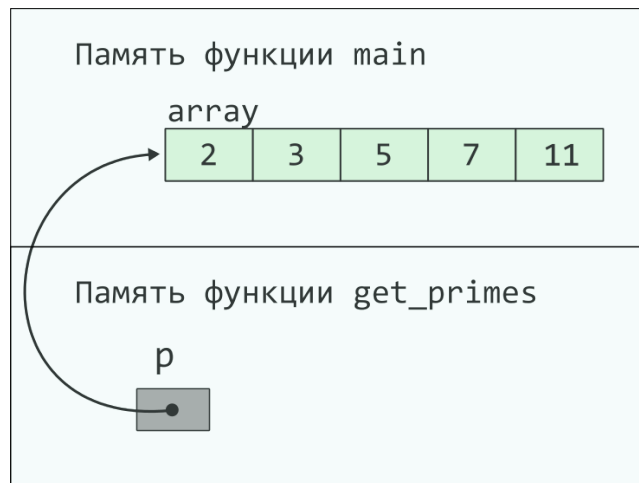 Память функции main
array
2 3 5 7 11
Память функции get_primes
p